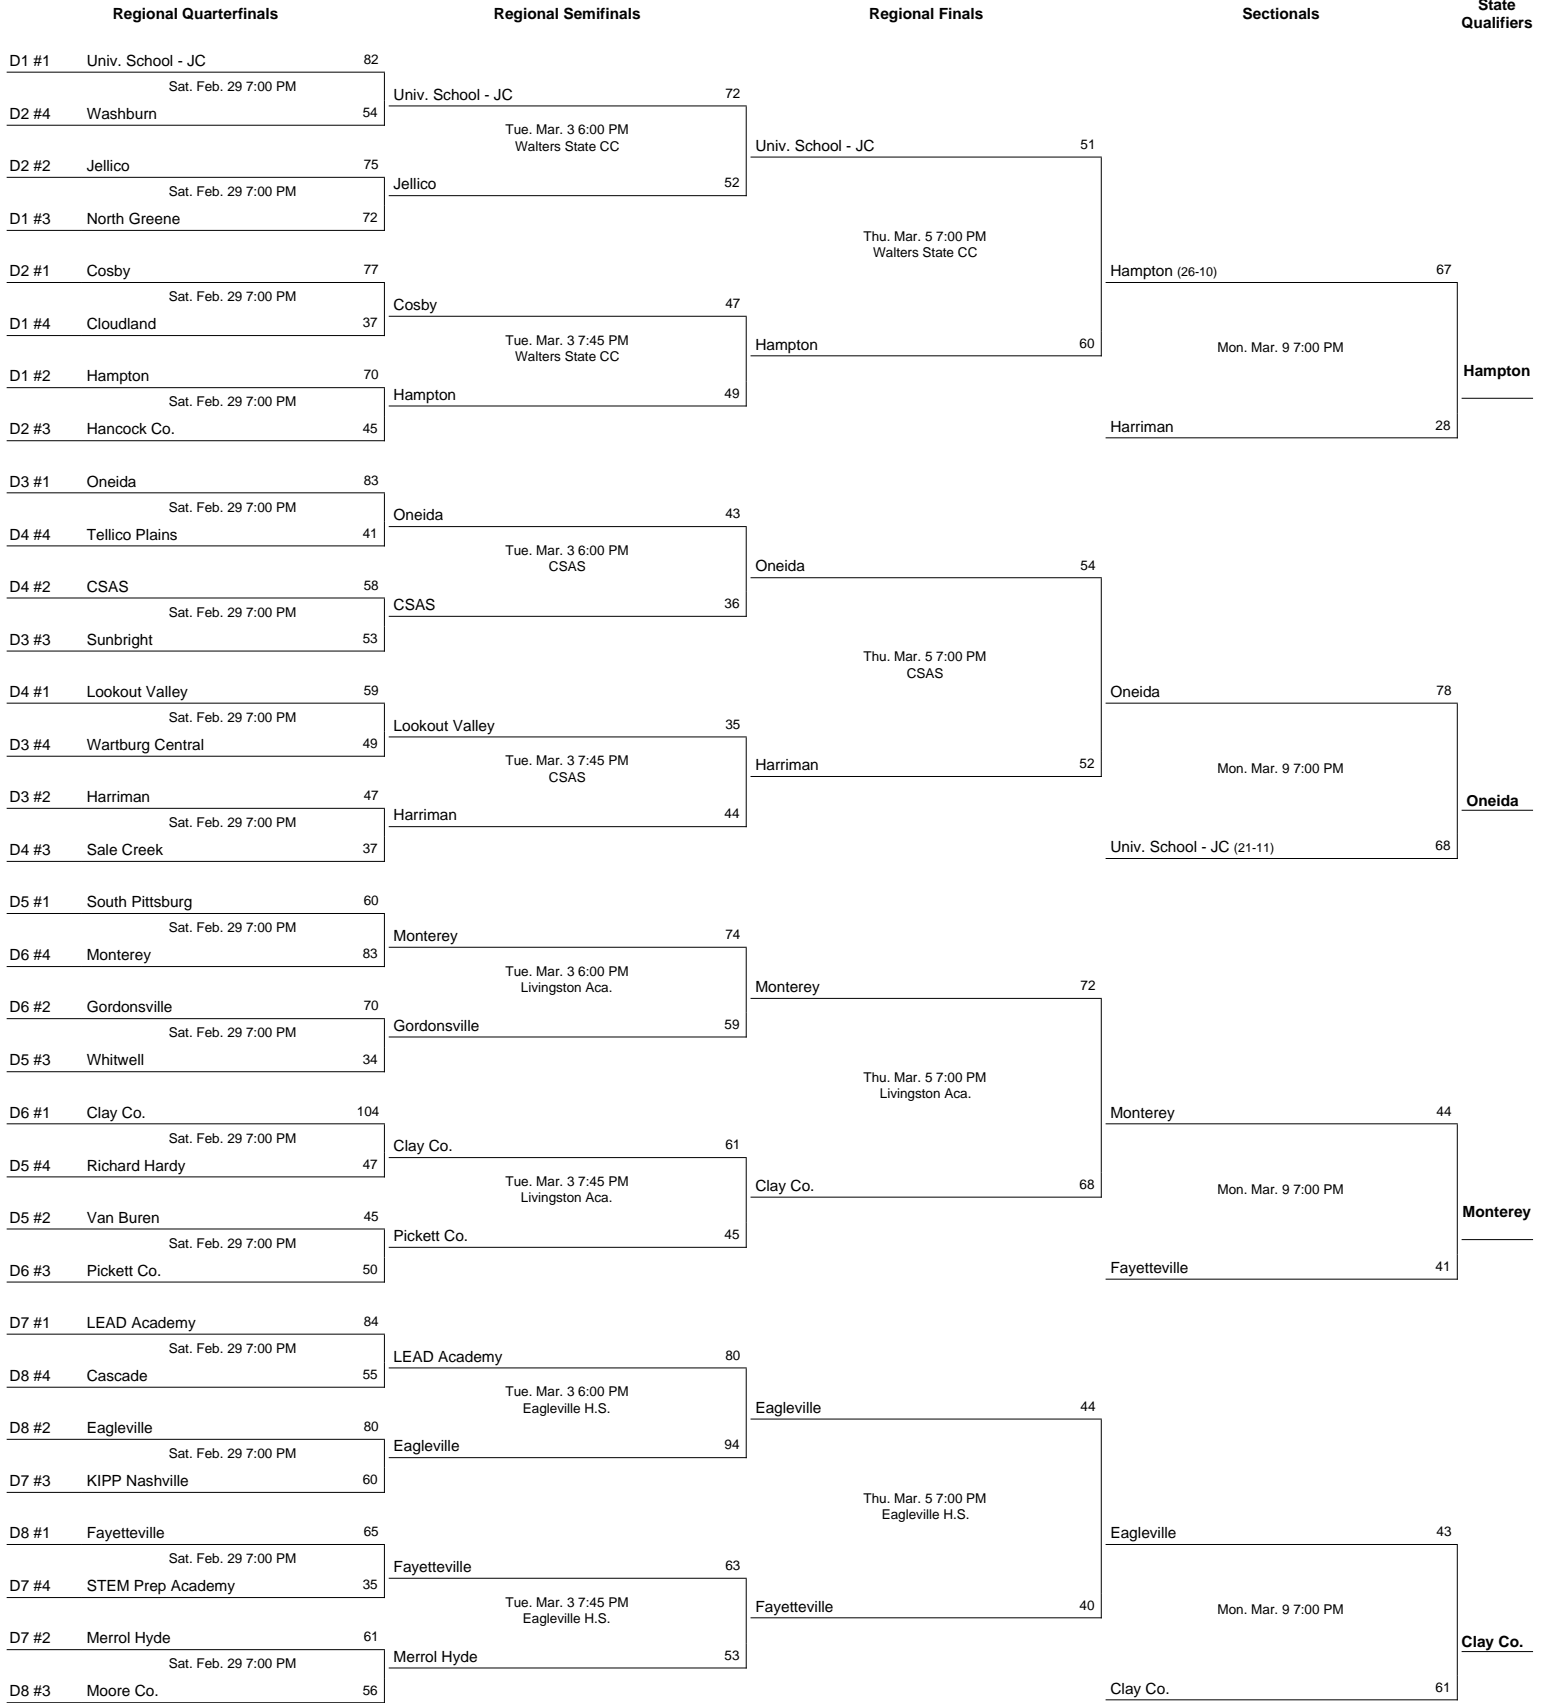 Regional Quarterfinals
Regional Semifinals
Regional Finals
Sectionals
State
Qualifiers
D1 #1 Univ. School - JC 82
Sat. Feb. 29 7:00 PM
D2 #4 Washburn 54
D2 #2 Jellico 75
Sat. Feb. 29 7:00 PM
D1 #3 North Greene 72
D2 #1 Cosby 77
Sat. Feb. 29 7:00 PM
D1 #4 Cloudland 37
D1 #2 Hampton 70
Sat. Feb. 29 7:00 PM
D2 #3 Hancock Co. 45
D3 #1 Oneida 83
Sat. Feb. 29 7:00 PM
D4 #4 Tellico Plains 41
D4 #2 CSAS 58
Sat. Feb. 29 7:00 PM
D3 #3 Sunbright 53
D4 #1 Lookout Valley 59
Sat. Feb. 29 7:00 PM
D3 #4 Wartburg Central 49
D3 #2 Harriman 47
Sat. Feb. 29 7:00 PM
D4 #3 Sale Creek 37
D5 #1 South Pittsburg 60
Sat. Feb. 29 7:00 PM
D6 #4 Monterey 83
D6 #2 Gordonsville 70
Sat. Feb. 29 7:00 PM
D5 #3 Whitwell 34
D6 #1 Clay Co. 104
Sat. Feb. 29 7:00 PM
D5 #4 Richard Hardy 47
D5 #2 Van Buren 45
Sat. Feb. 29 7:00 PM
D6 #3 Pickett Co. 50
D7 #1 LEAD Academy 84
Sat. Feb. 29 7:00 PM
D8 #4 Cascade 55
D8 #2 Eagleville 80
Sat. Feb. 29 7:00 PM
D7 #3 KIPP Nashville 60
D8 #1 Fayetteville 65
Sat. Feb. 29 7:00 PM
D7 #4 STEM Prep Academy 35
D7 #2 Merrol Hyde 61
Sat. Feb. 29 7:00 PM
D8 #3 Moore Co. 56
Univ. School - JC 72
Tue. Mar. 3 6:00 PM
Walters State CC
Jellico 52
Cosby 47
Tue. Mar. 3 7:45 PM
Walters State CC
Hampton 49
Oneida 43
Tue. Mar. 3 6:00 PM
CSAS
CSAS 36
Lookout Valley 35
Tue. Mar. 3 7:45 PM
CSAS
Harriman 44
Monterey 74
Tue. Mar. 3 6:00 PM
Livingston Aca.
Gordonsville 59
Clay Co. 61
Tue. Mar. 3 7:45 PM
Livingston Aca.
Pickett Co. 45
LEAD Academy 80
Tue. Mar. 3 6:00 PM
Eagleville H.S.
Eagleville 94
Fayetteville 63
Tue. Mar. 3 7:45 PM
Eagleville H.S.
Merrol Hyde 53
Univ. School - JC 51
Thu. Mar. 5 7:00 PM
Walters State CC
Hampton 60
Oneida 54
Thu. Mar. 5 7:00 PM
CSAS
Harriman 52
Monterey 72
Thu. Mar. 5 7:00 PM
Livingston Aca.
Clay Co. 68
Eagleville 44
Thu. Mar. 5 7:00 PM
Eagleville H.S.
Fayetteville 40
Hampton (26-10) 67
Mon. Mar. 9 7:00 PM
Harriman 28
Oneida 78
Mon. Mar. 9 7:00 PM
Univ. School - JC (21-11) 68
Monterey 44
Mon. Mar. 9 7:00 PM
Fayetteville 41
Eagleville 43
Mon. Mar. 9 7:00 PM
Clay Co. 61
Hampton
Oneida
Monterey
Clay Co.